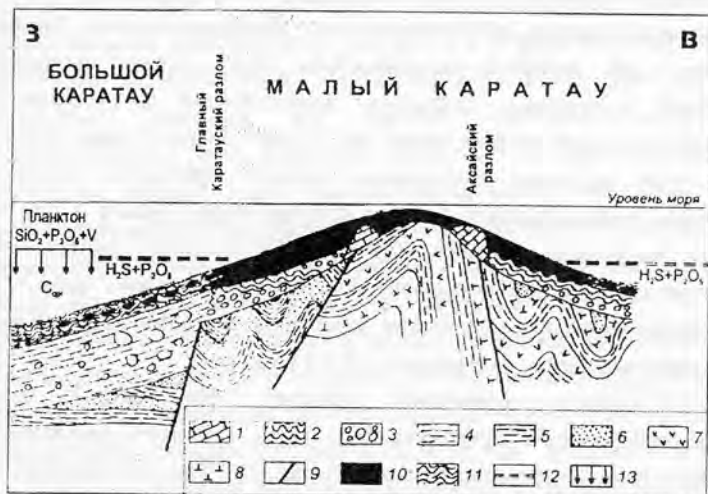 З
В
БОЛЬШОЙ
КАРАТАУ
МАЛЫЙ КАРАТАУ
Главный
Каратауский разлом
Аксайский
разлом
Уровень моря
Планктон
SiO₂+P₂O₅+V
H₂S+P₂O₅
H₂S+P₂O₅
Cорг
1 2 3 4 5 6 7
8 9 10 11 12 13